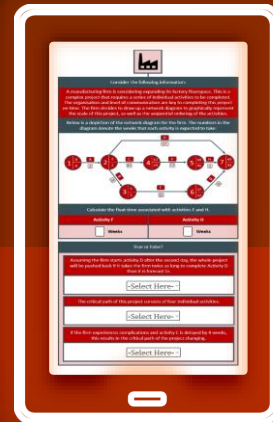 Consider the following information:
A manufacturing firm is considering expanding its factory floorspace. This is a
complex project that requires a series of individual activities to be completed.
The organisation and level of communication are key to completing this project
on time. The firm decides to draw up a network diagram to graphically represent
the scale of this project, as well as the sequential ordering of the activities.
Below is a depiction of the network diagram for the firm. The numbers in the
diagram denote the weeks that each activity is expected to take.
Calculate the float time associated with activities F and H.
Activity F
Activity H
Weeks
Weeks
True or False?
Assuming the firm starts activity D after the second day, the whole project
will be pushed back if it takes the firm twice as long to complete Activity D
than it is forecast to.
-Select Here-
The critical path of this project consists of four individual activities.
-Select Here-
If the firm experiences complications and activity E is delayed by 8 weeks,
this results in the critical path of the project changing.
-Select Here-